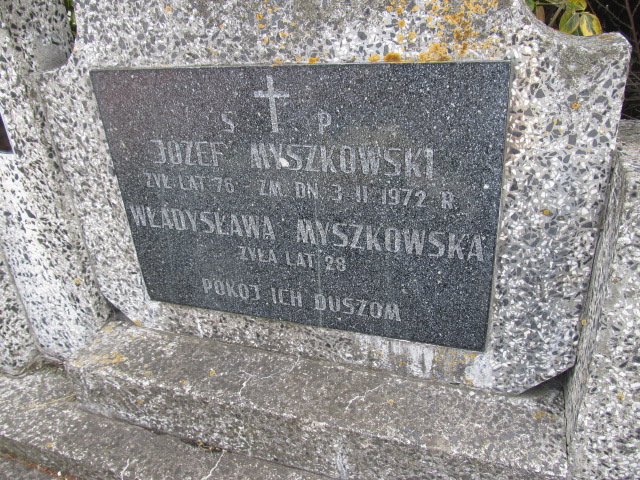 S P
JÓZEF MYSZKOWSKI
ŻYŁ LAT 76 - ZM. DN. 3 II 1972 R.
WŁADYSŁAWA MYSZKOWSKA
ŻYŁA LAT 28
POKÓJ ICH DUSZOM